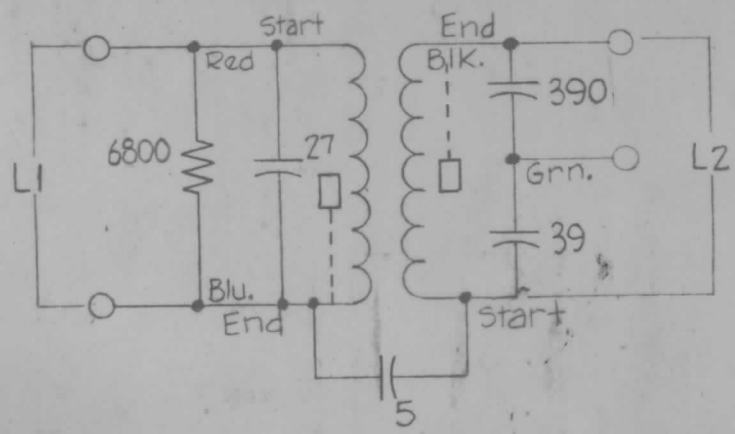 Start
End
Red
Blk.
6800
27
390
L1
L2
Grn.
39
Blu.
End
Start
5